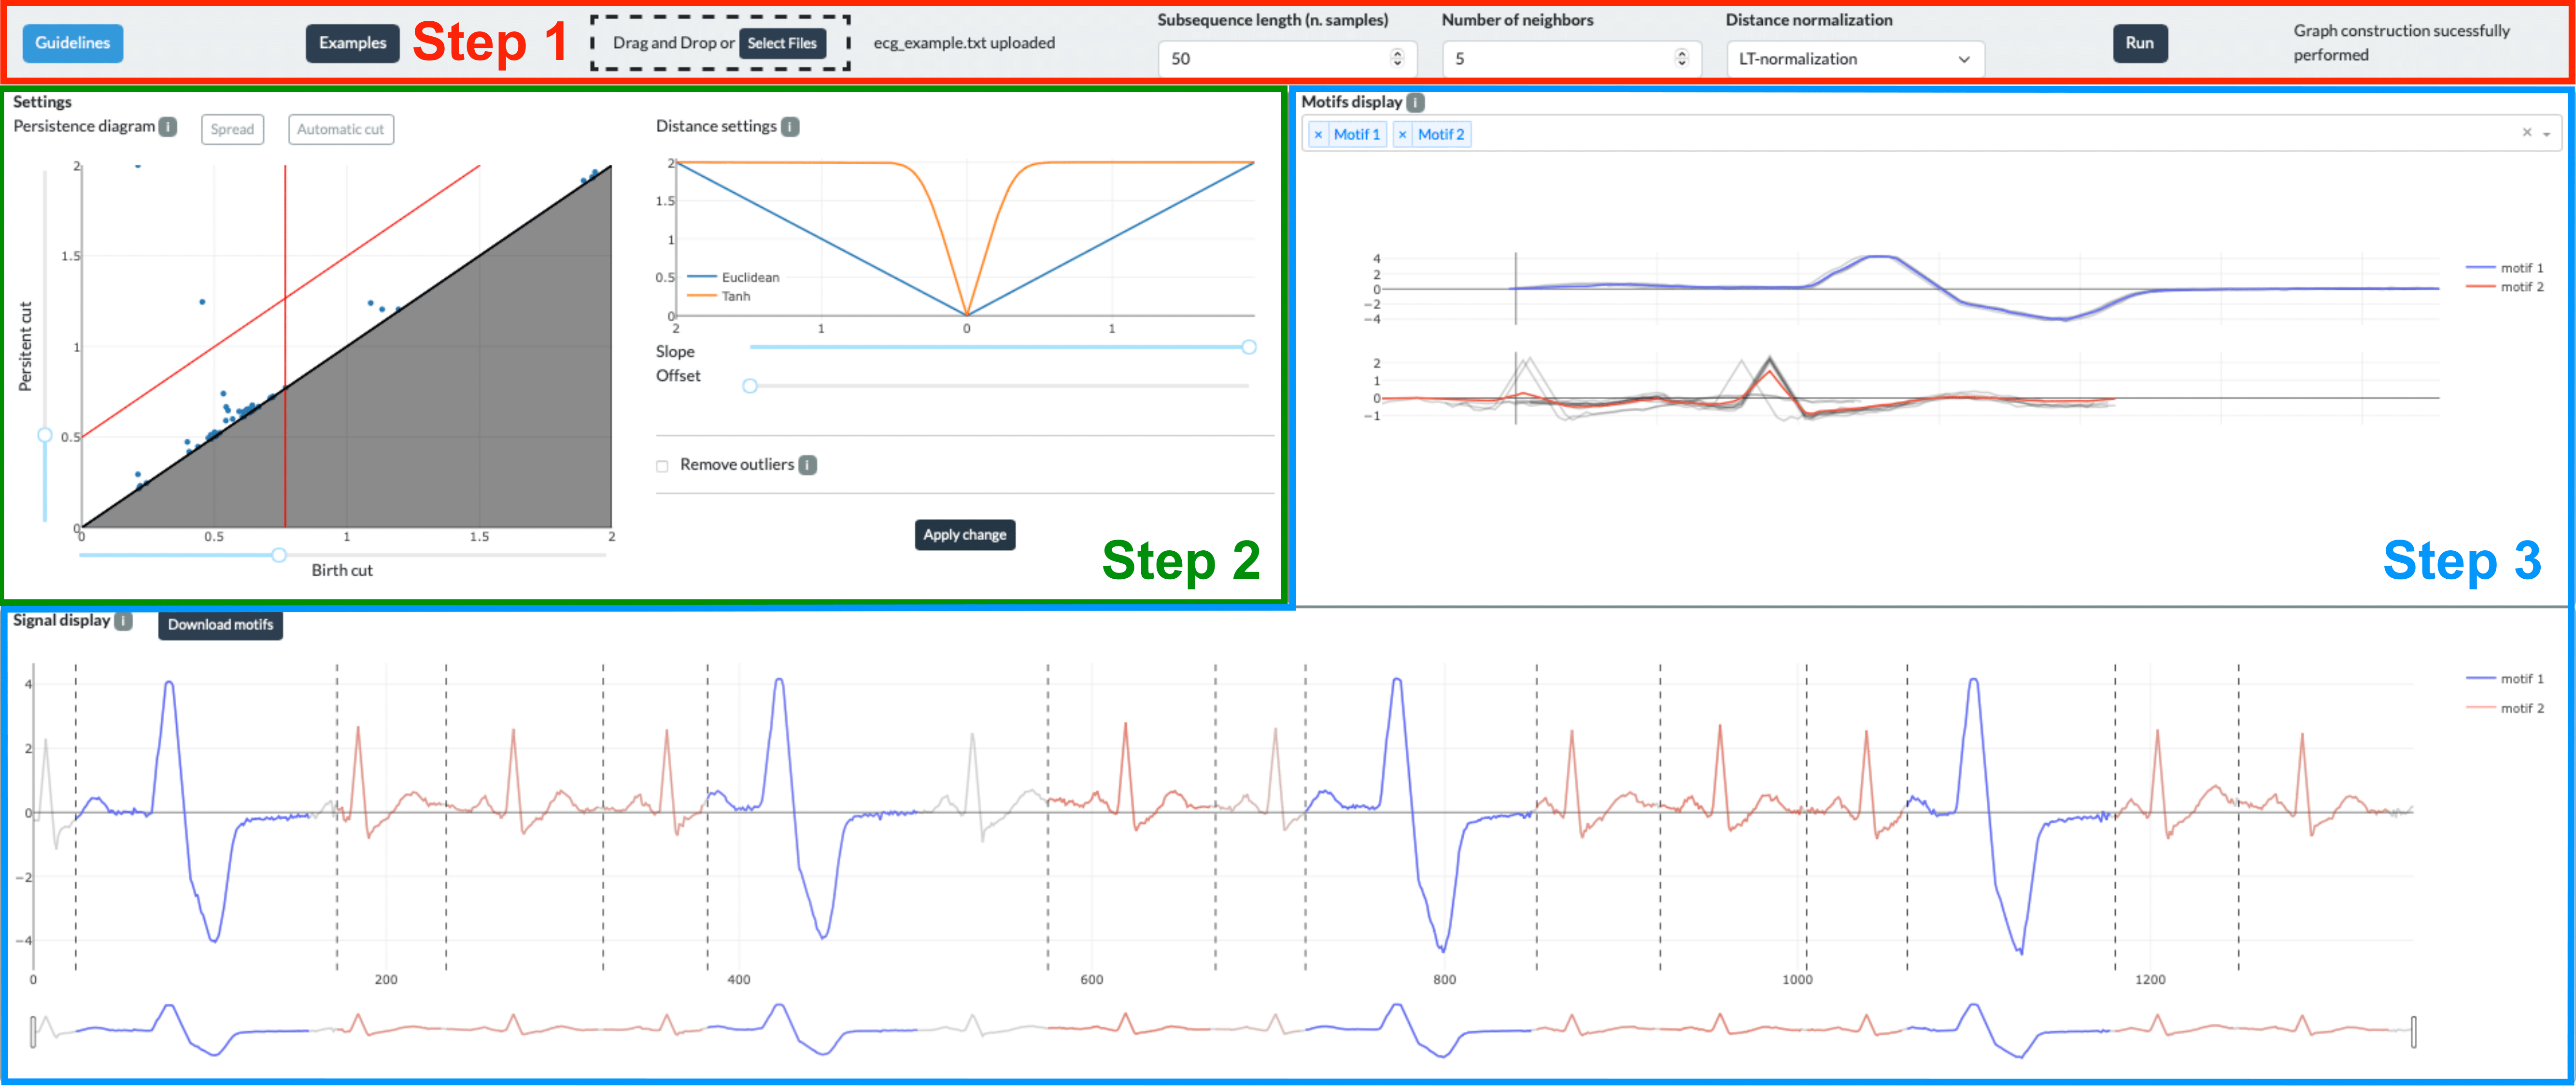 Guidelines
Examples
Step 1
Drag and Drop or Select Files
ecg_example.txt uploaded
Subsequence length (n. samples)
50
Number of neighbors
5
Distance normalization
LT-normalization
Run
Graph construction sucessfully
performed
Settings
Persistence diagram i
Spread
Automatic cut
Persitent cut
2
1.5
1
0.5
0
0 0.5 1 1.5 2
Birth cut
Distance settings i
2
1.5
1
0.5
0
Euclidean
Tanh
2 1 0 1
Slope
Offset
Remove outliers i
Apply change
Step 2
Motifs display i
× Motif 1 × Motif 2 ×
4
2
0
−2
−4
motif 1
motif 2
2
1
0
−1
Step 3
Signal display i
Download motifs
4
2
0
−2
−4
0 200 400 600 800 1000 1200
motif 1
motif 2